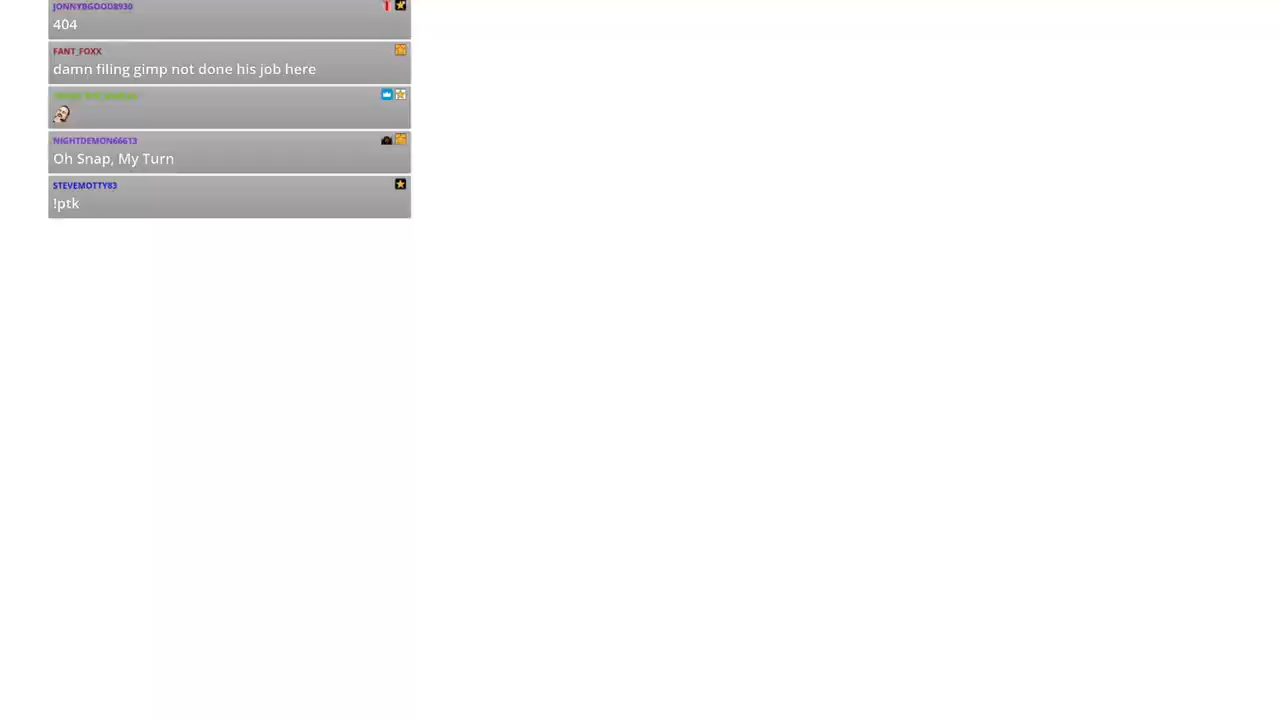 JONNYBGOOD8930
404
FANT_FOXX
damn filing gimp not done his job here
NIGHTDEMON66613
Oh Snap, My Turn
STEVEMOTTY83
!ptk